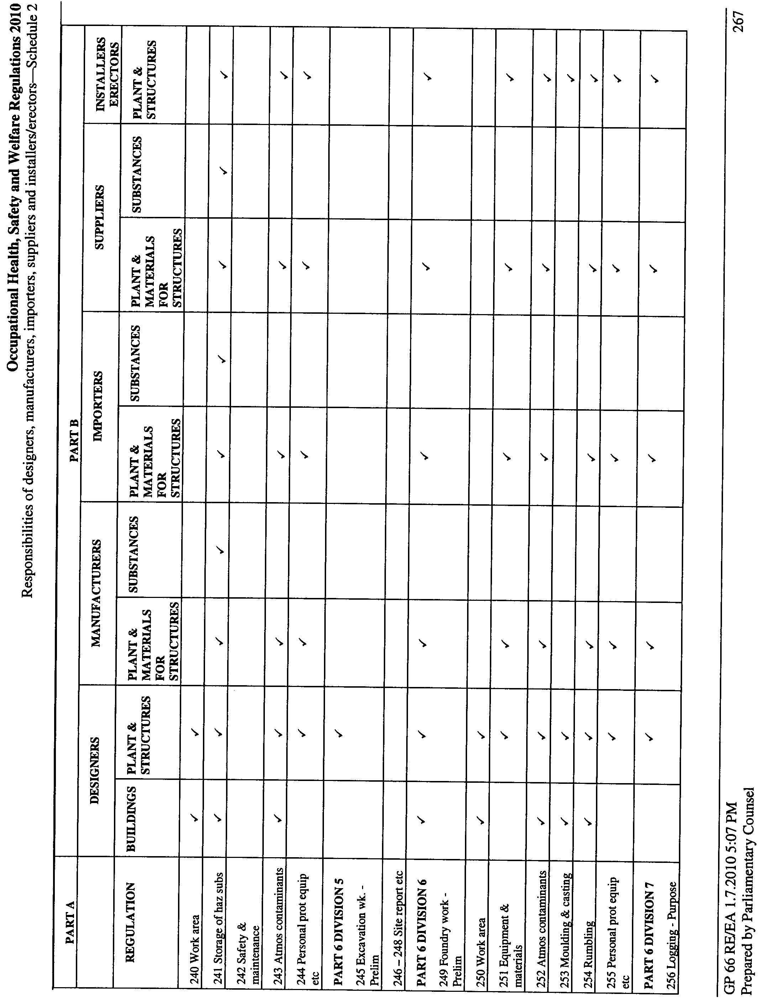 Occupational Health, Safety and Welfare Regulations 2010
Responsibilities of designers, manufacturers, importers, suppliers and installers/erectors—Schedule 2
PART A
PART B
DESIGNERS
MANUFACTURERS
IMPORTERS
SUPPLIERS
INSTALLERS
ERECTORS
REGULATION
BUILDINGS
PLANT &
STRUCTURES
PLANT &
MATERIALS
FOR
STRUCTURES
SUBSTANCES
PLANT &
MATERIALS
FOR
STRUCTURES
SUBSTANCES
PLANT &
MATERIALS
FOR
STRUCTURES
SUBSTANCES
PLANT &
STRUCTURES
240 Work area ✓ ✓
241 Storage of haz subs ✓ ✓ ✓ ✓ ✓ ✓ ✓ ✓ ✓
242 Safety &
maintenance
243 Atmos contaminants ✓ ✓ ✓ ✓ ✓ ✓
244 Personal prot equip ✓ ✓ ✓ ✓ ✓
etc
PART 6 DIVISION 5 ✓
245 Excavation wk. -
Prelim
246 – 248 Site report etc
PART 6 DIVISION 6 ✓ ✓ ✓ ✓ ✓ ✓
249 Foundry work -
Prelim
250 Work area ✓ ✓
251 Equipment & ✓ ✓ ✓ ✓ ✓
materials
252 Atmos contaminants ✓ ✓ ✓ ✓ ✓ ✓
253 Moulding & casting ✓ ✓ ✓
254 Rumbling ✓ ✓ ✓ ✓ ✓ ✓
255 Personal prot equip ✓ ✓ ✓ ✓ ✓
etc
PART 6 DIVISION 7 ✓ ✓ ✓ ✓ ✓
256 Logging - Purpose
GP 66 RE/EA 1.7.2010 5:07 PM
267
Prepared by Parliamentary Counsel